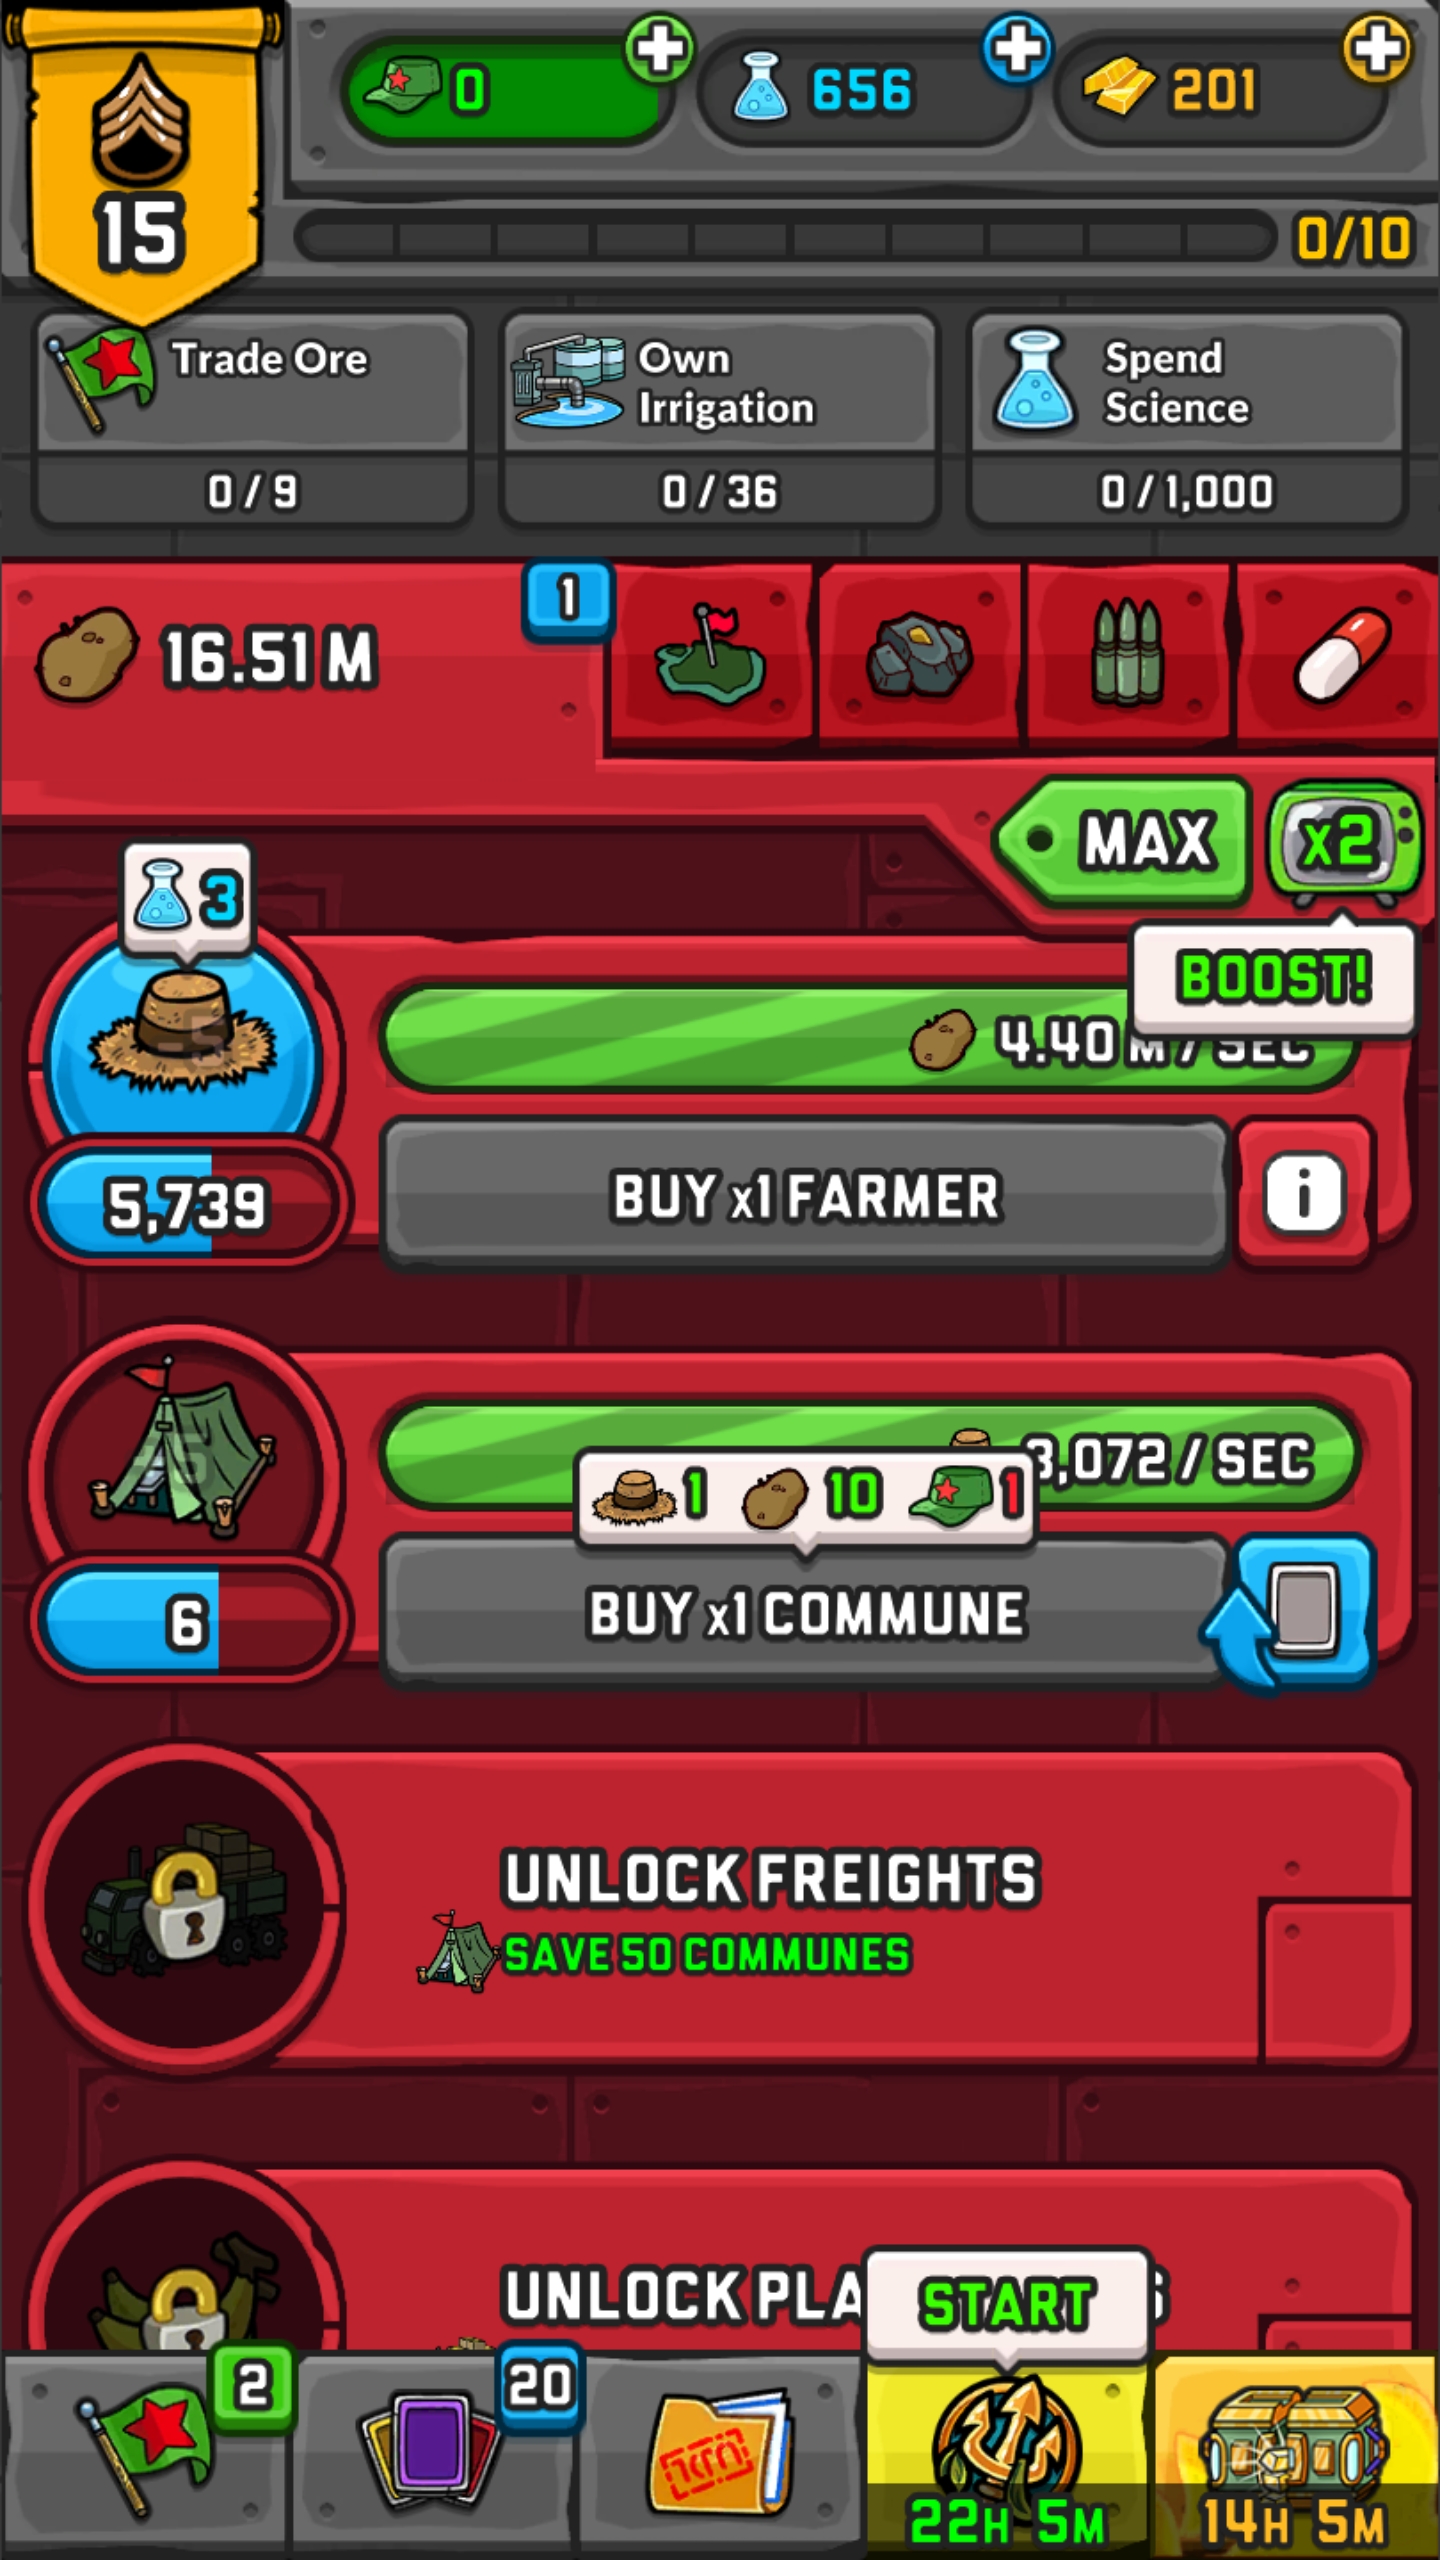 0
656
201
15
0/10
Trade Ore
0 / 9
Own
Irrigation
0 / 36
Spend
Science
0 / 1,000
16.51 M
1
MAX
x2
BOOST!
3
4.40 M / SEC
5,739
BUY x1 FARMER
i
3,072 / SEC
1 10 1
6
BUY x1 COMMUNE
UNLOCK FREIGHTS
SAVE 50 COMMUNES
UNLOCK
START
2
20
22H 5M
14H 5M